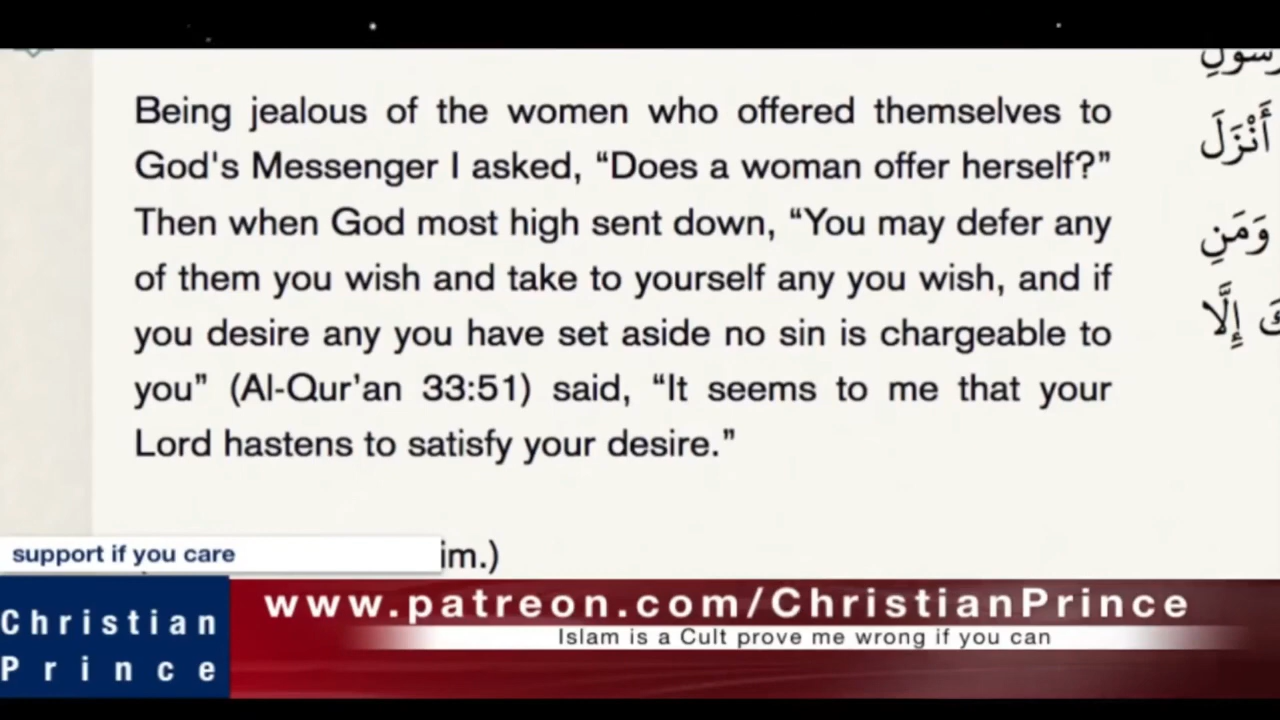 Being jealous of the women who offered themselves to
God's Messenger I asked, “Does a woman offer herself?”
Then when God most high sent down, “You may defer any
of them you wish and take to yourself any you wish, and if
you desire any you have set aside no sin is chargeable to
you” (Al-Qur’an 33:51) said, “It seems to me that your
Lord hastens to satisfy your desire.”
im.)
أَنْزَلَ
وَمَنِ
إِلَّا
support if you care
Christian
Prince
www.patreon.com/ChristianPrince
Islam is a Cult prove me wrong if you can